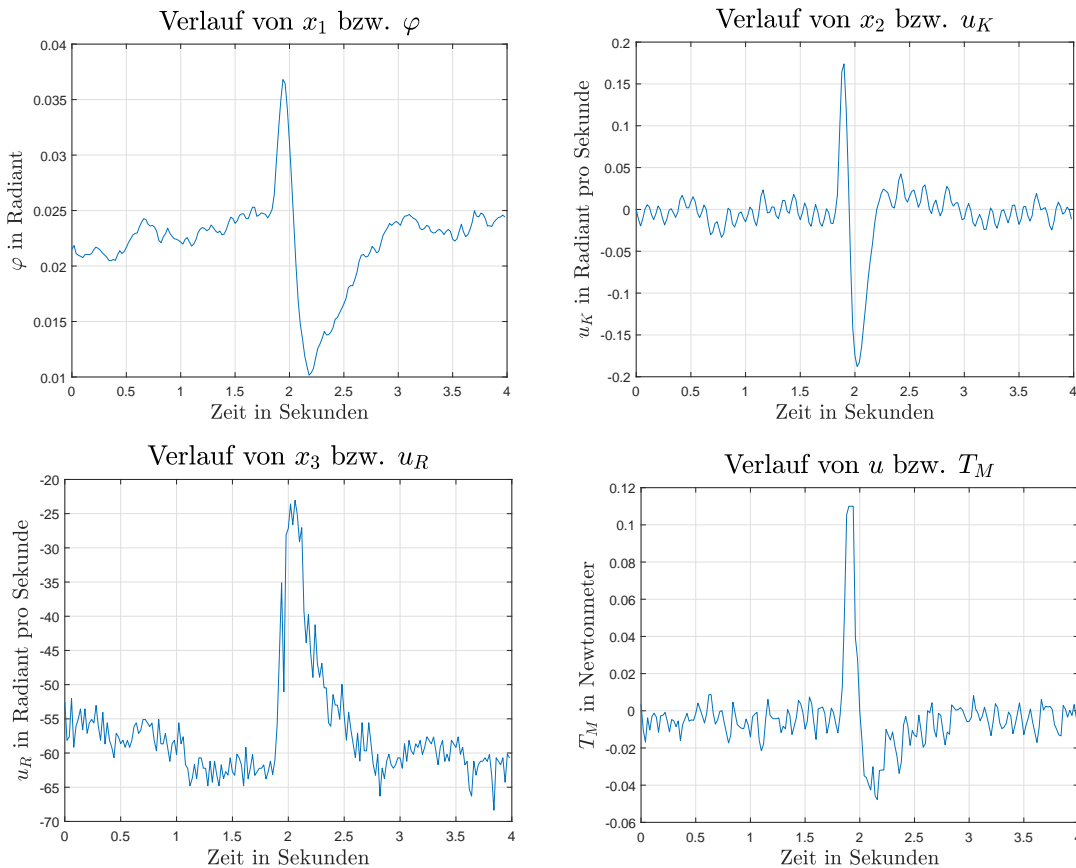 Verlauf von x₁ bzw. φ
φ in Radiant
0.04
0.035
0.03
0.025
0.02
0.015
0.01
0 0.5 1 1.5 2 2.5 3 3.5 4
Zeit in Sekunden
Verlauf von x₂ bzw. u_K
u_K in Radiant pro Sekunde
0.2
0.15
0.1
0.05
0
-0.05
-0.1
-0.15
-0.2
0 0.5 1 1.5 2 2.5 3 3.5 4
Zeit in Sekunden
Verlauf von x₃ bzw. u_R
u_R in Radiant pro Sekunde
-20
-25
-30
-35
-40
-45
-50
-55
-60
-65
-70
0 0.5 1 1.5 2 2.5 3 3.5 4
Zeit in Sekunden
Verlauf von u bzw. T_M
T_M in Newtonmeter
0.12
0.1
0.08
0.06
0.04
0.02
0
-0.02
-0.04
-0.06
0 0.5 1 1.5 2 2.5 3 3.5 4
Zeit in Sekunden